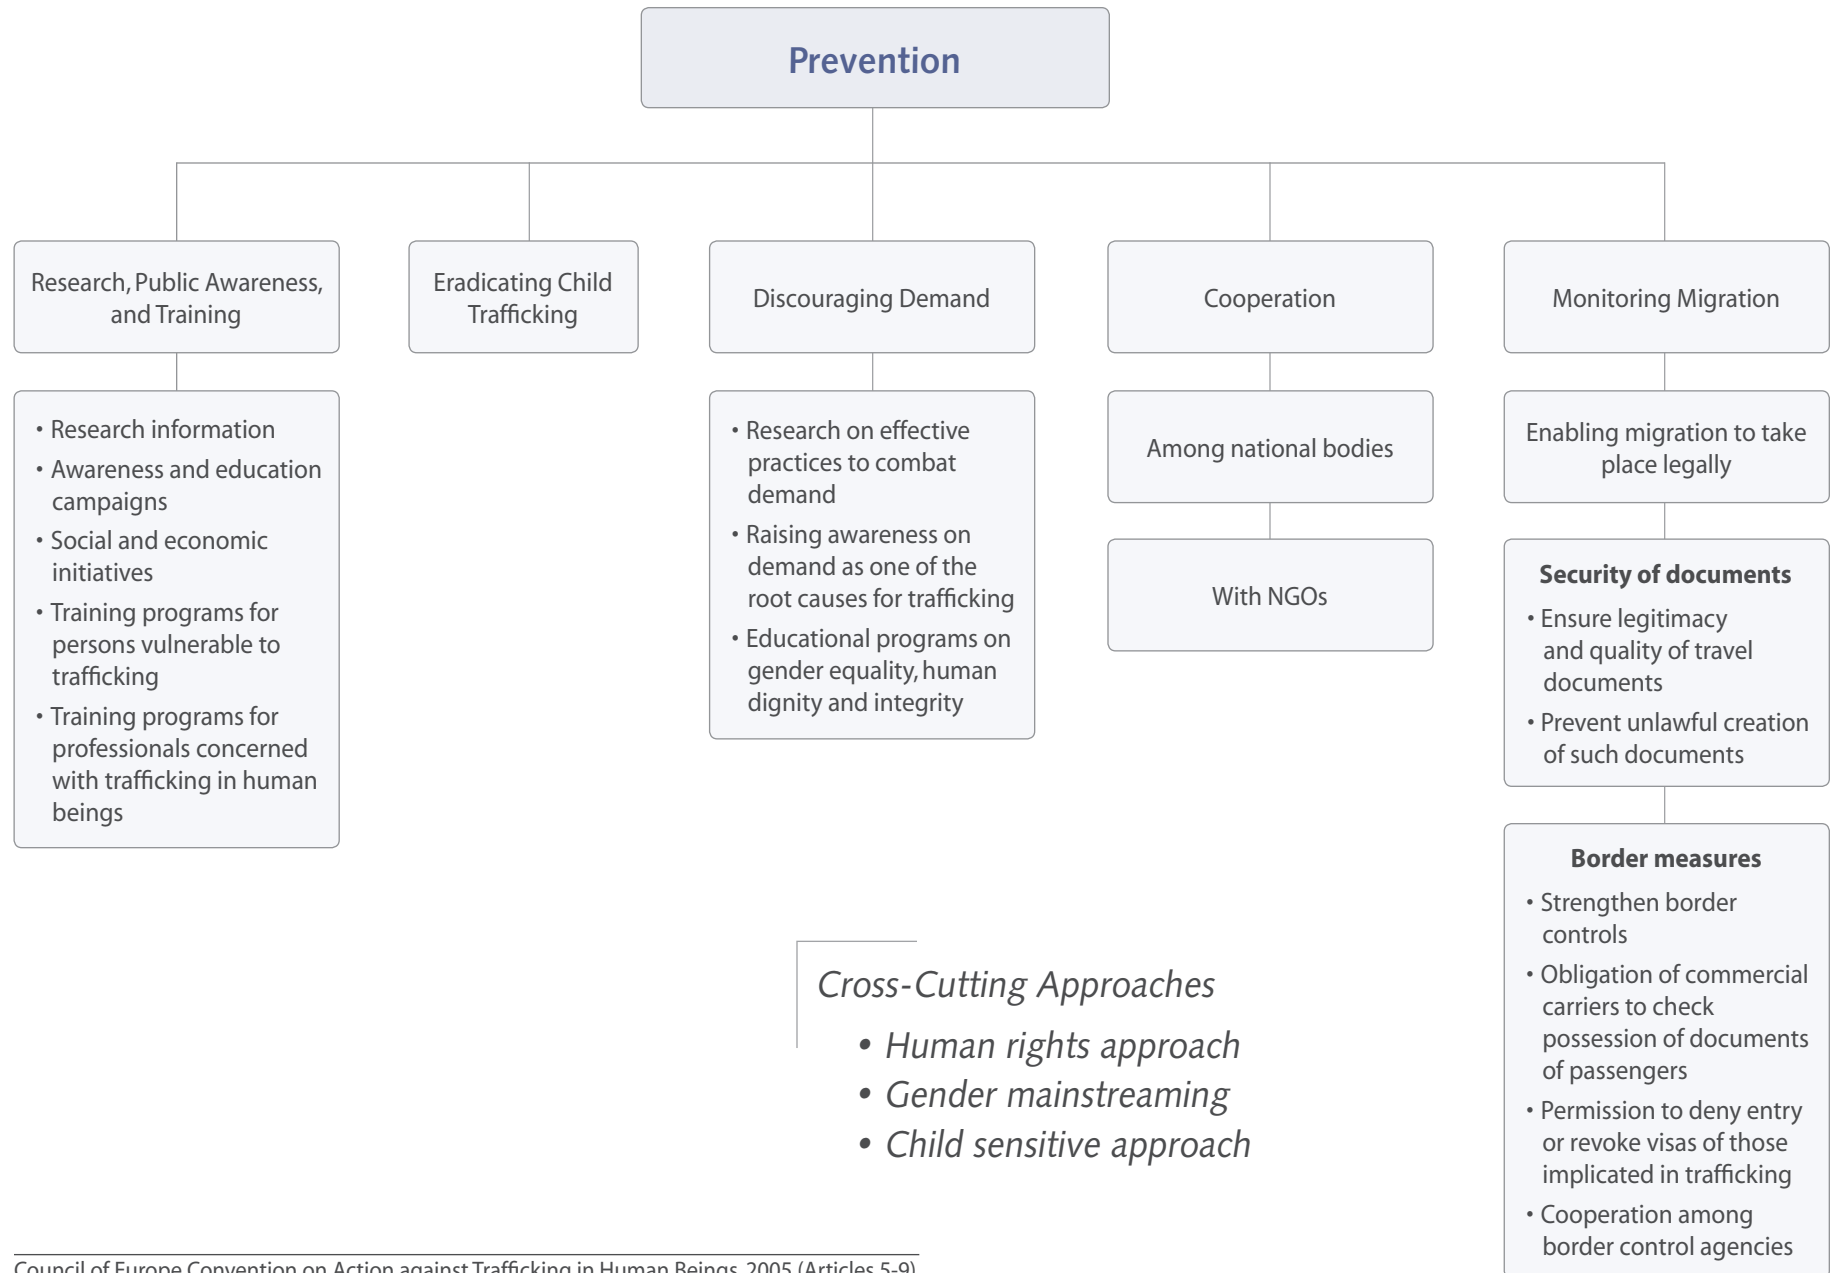 Prevention
Research, Public Awareness,
and Training
• Research information
• Awareness and education
campaigns
• Social and economic
initiatives
• Training programs for
persons vulnerable to
trafficking
• Training programs for
professionals concerned
with trafficking in human
beings
Eradicating Child
Trafficking
Discouraging Demand
• Research on effective
practices to combat
demand
• Raising awareness on
demand as one of the
root causes for trafficking
• Educational programs on
gender equality, human
dignity and integrity
Cooperation
Among national bodies
With NGOs
Monitoring Migration
Enabling migration to take
place legally
Security of documents
• Ensure legitimacy
and quality of travel
documents
• Prevent unlawful creation
of such documents
Border measures
• Strengthen border
controls
• Obligation of commercial
carriers to check
possession of documents
of passengers
• Permission to deny entry
or revoke visas of those
implicated in trafficking
• Cooperation among
border control agencies
Cross-Cutting Approaches
• Human rights approach
• Gender mainstreaming
• Child sensitive approach
Council of Europe Convention on Action against Trafficking in Human Beings, 2005 (Articles 5-9)